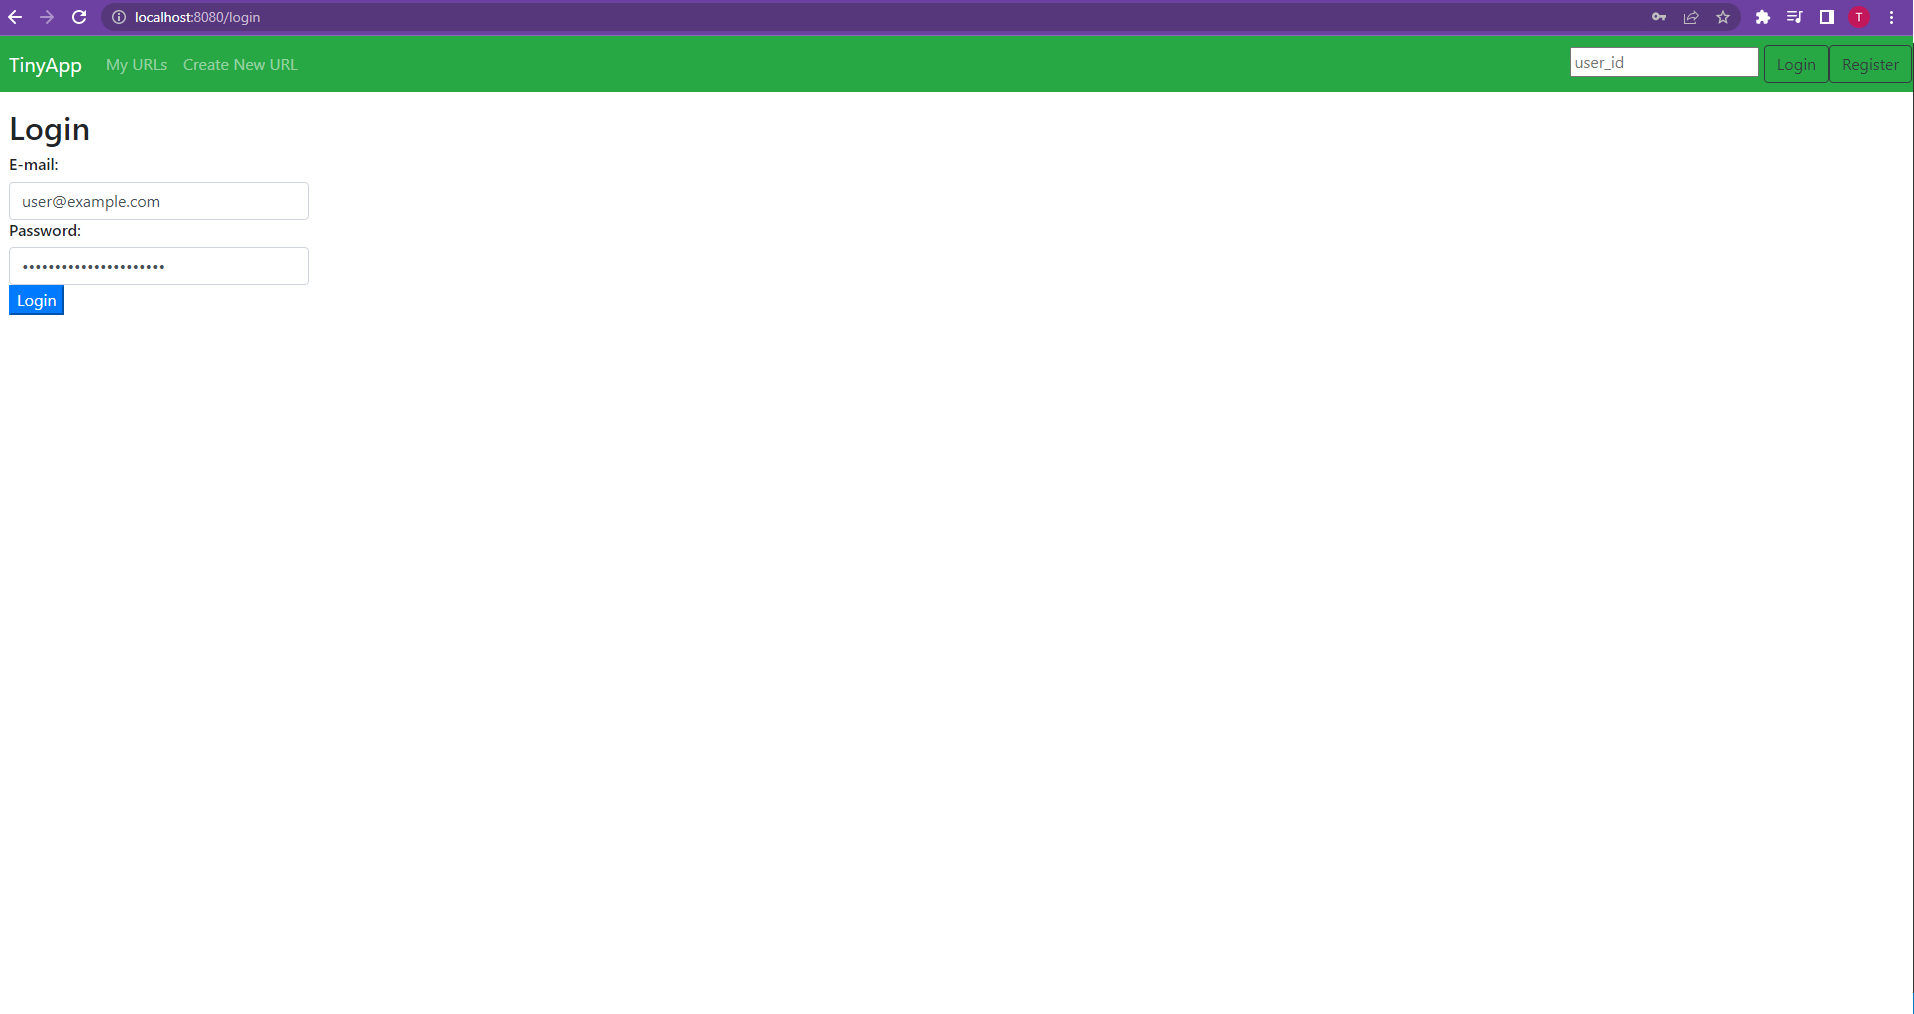 localhost:8080/login
T
TinyApp My URLs Create New URL user_id Login Register
Login
E-mail:
user@example.com
Password:
••••••••••••••••••••••
Login